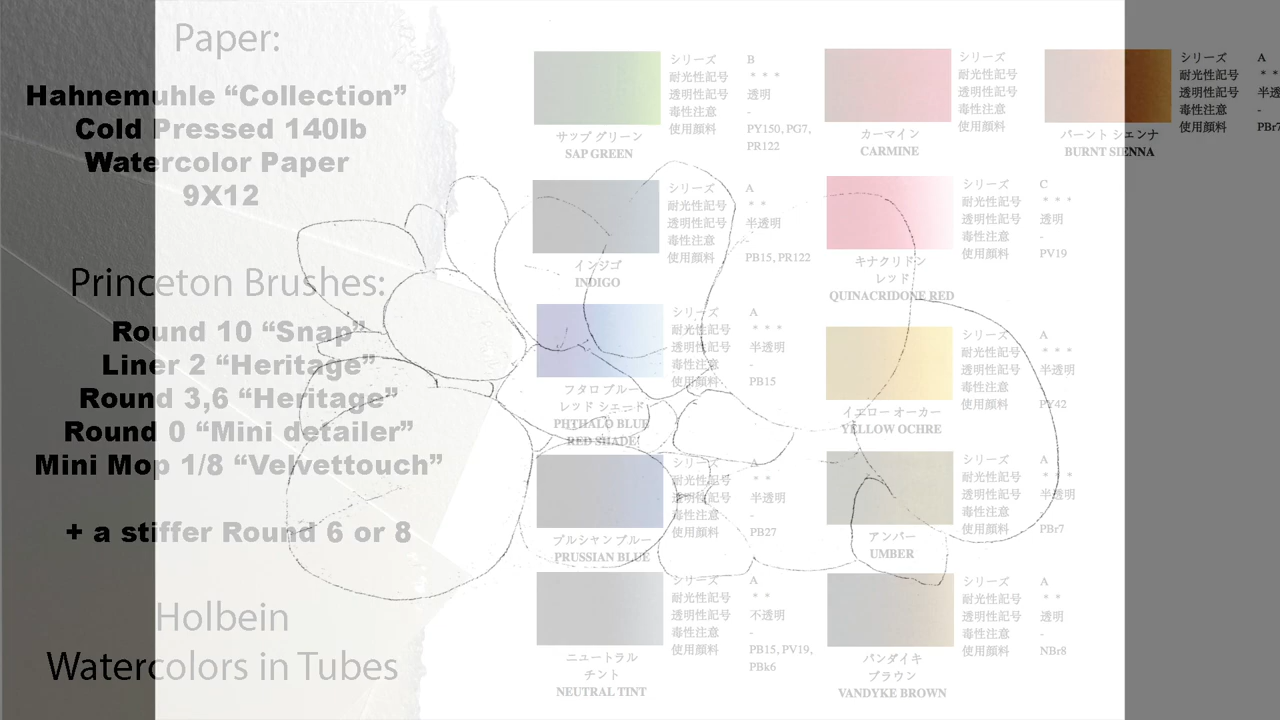 Paper:
Hahnemuhle “Collection”
Cold Pressed 140lb
Watercolor Paper
9X12
Princeton Brushes:
Round 10 “Snap”
Liner 2 “Heritage”
Round 3,6 “Heritage”
Round 0 “Mini detailer”
Mini Mop 1/8 “Velvettouch”
+ a stiffer Round 6 or 8
Holbein
Watercolors in Tubes
シリーズ B
耐光性記号 * * *
透明性記号 透明
毒性注意 -
使用顔料 PY150, PG7,
PR122
サップ グリーン
SAP GREEN
シリーズ A
耐光性記号 * *
透明性記号 半透明
毒性注意 -
使用顔料 PB15, PR122
インジゴ
INDIGO
シリーズ A
耐光性記号 * * *
透明性記号 半透明
毒性注意 -
使用顔料 PB15
フタロ ブルー
レッド シェード
PHTHALO BLUE
RED SHADE
シリーズ A
耐光性記号 * *
透明性記号 半透明
毒性注意 -
使用顔料 PB27
プルシャン ブルー
PRUSSIAN BLUE
シリーズ A
耐光性記号 * *
透明性記号 不透明
毒性注意 -
使用顔料 PB15, PV19,
PBk6
ニュートラル
チント
NEUTRAL TINT
シリーズ
耐光性記号
透明性記号
毒性注意
使用顔料
カーマイン
CARMINE
シリーズ C
耐光性記号 * * *
透明性記号 透明
毒性注意 -
使用顔料 PV19
キナクリドン
レッド
QUINACRIDONE RED
シリーズ A
耐光性記号 * * *
透明性記号 半透明
毒性注意
使用顔料 PY42
イエロー オーカー
YELLOW OCHRE
シリーズ A
耐光性記号 * * *
透明性記号 半透明
毒性注意 -
使用顔料 PBr7
アンバー
UMBER
シリーズ A
耐光性記号 * *
透明性記号 透明
毒性注意 -
使用顔料 NBr8
バンダイキ
ブラウン
VANDYKE BROWN
シリーズ A
耐光性記号 * *
透明性記号 半透
毒性注意 -
使用顔料 PBr7
バーント シェンナ
BURNT SIENNA